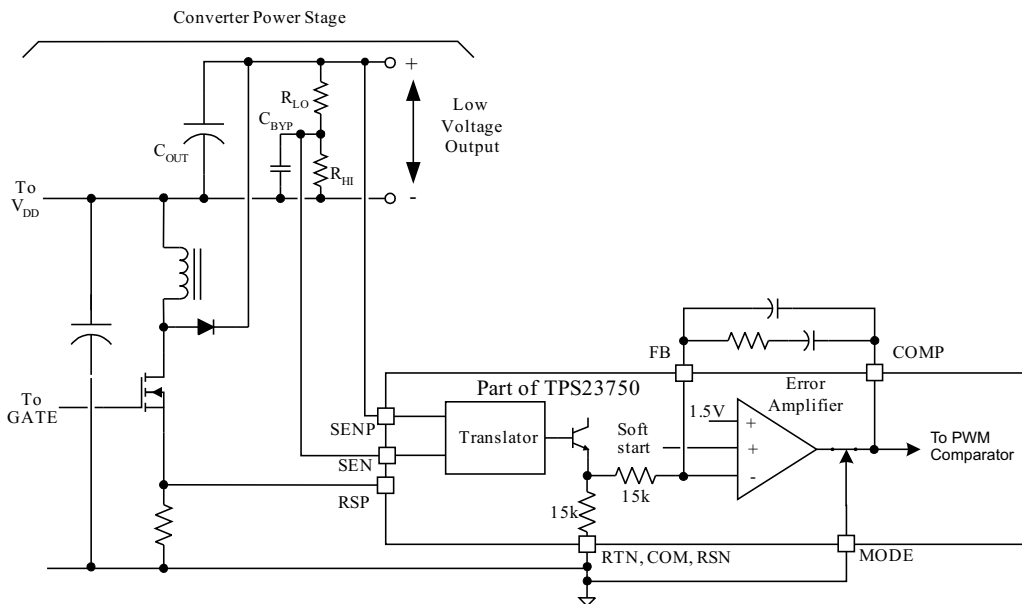 Converter Power Stage
+
R_LO
C_BYP
Low
Voltage
Output
C_OUT
R_HI
To
V_DD
-
FB
COMP
Part of TPS23750
Error
Amplifier
To
GATE
SENP
Translator
1.5V
+
Soft
start
+
To PWM
Comparator
SEN
-
15k
RSP
15k
RTN, COM, RSN
MODE